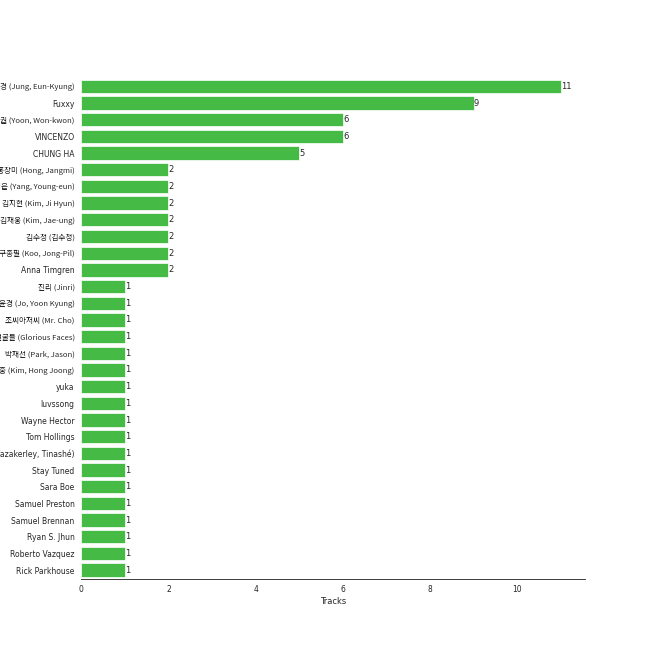 경 (Jung, Eun-Kyung) 11
Fuxxy 9
(Yoon, Won-kwon) 6
VINCENZO 6
CHUNG HA 5
홍장미 (Hong, Jangmi) 2
(Yang, Young-eun) 2
김지현 (Kim, Ji Hyun) 2
김재웅 (Kim, Jae-ung) 2
김수정 (김수정) 2
구종필 (Koo, Jong-Pil) 2
Anna Timgren 2
진리 (Jinri) 1
윤경 (Jo, Yoon Kyung) 1
조씨아저씨 (Mr. Cho) 1
굴들 (Glorious Faces) 1
박재선 (Park, Jason) 1
중 (Kim, Hong Joong) 1
yuka 1
luvssong 1
Wayne Hector 1
Tom Hollings 1
azakerley, Tinashé) 1
Stay Tuned 1
Sara Boe 1
Samuel Preston 1
Samuel Brennan 1
Ryan S. Jhun 1
Roberto Vazquez 1
Rick Parkhouse 1
0 2 4 6 8 10
Tracks